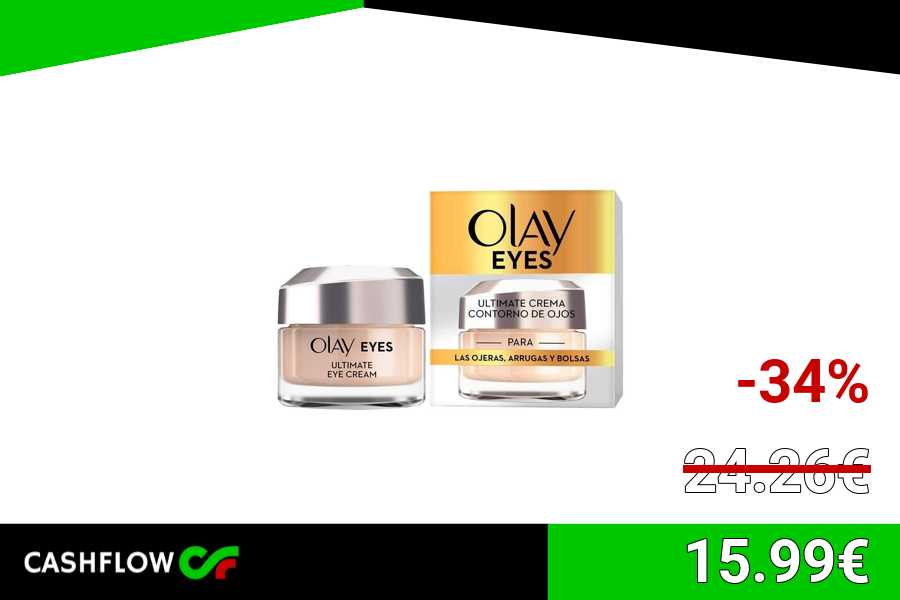 OLAY
EYES
ULTIMATE CREMA
CONTORNO DE OJOS
PARA
LAS OJERAS, ARRUGAS Y BOLSAS
OLAY EYES
ULTIMATE
EYE CREAM
-34%
24.26€
15.99€
CASHFLOW